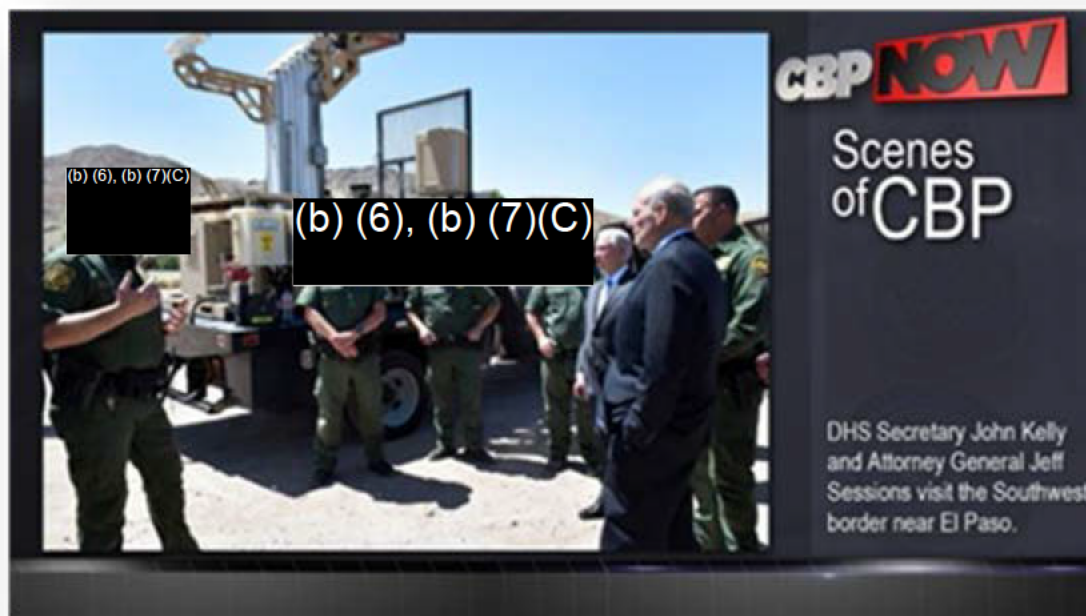 CBP NOW
Scenes
of CBP
(b) (6), (b) (7)(C)
(b) (6), (b) (7)(C)
DHS Secretary John Kelly
and Attorney General Jeff
Sessions visit the Southwest
border near El Paso.